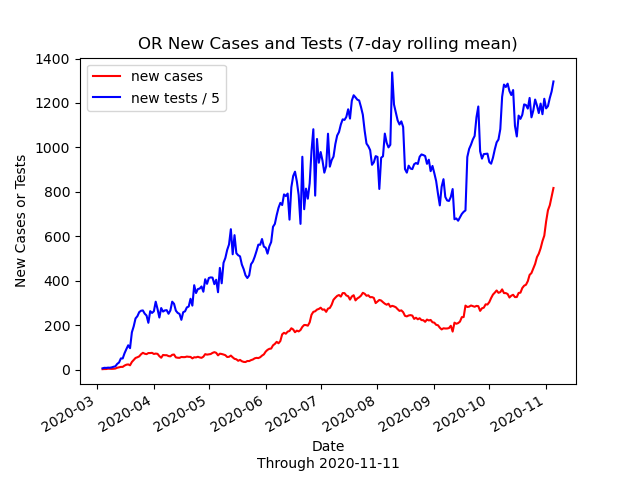 OR New Cases and Tests (7-day rolling mean)
new cases
new tests / 5
New Cases or Tests
1400
1200
1000
800
600
400
200
0
2020-03
2020-04
2020-05
2020-06
2020-07
2020-08
2020-09
2020-10
2020-11
Date
Through 2020-11-11